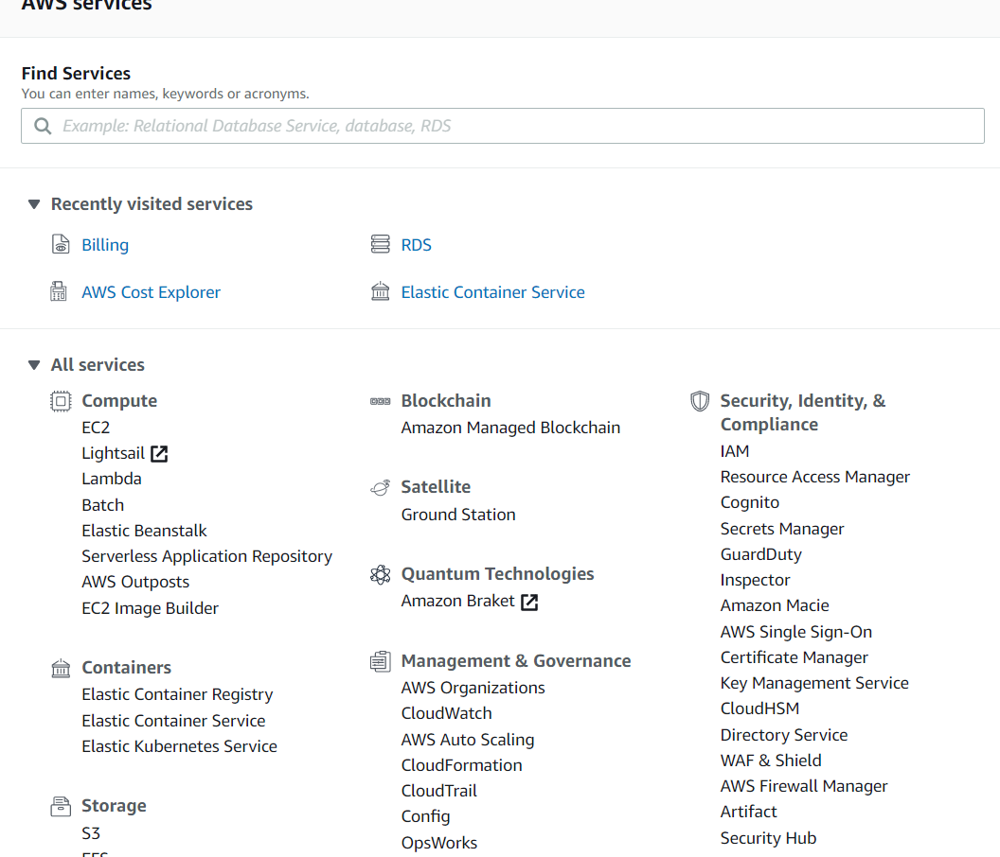 AWS services
Find Services
You can enter names, keywords or acronyms.
Example: Relational Database Service, database, RDS
Recently visited services
Billing
RDS
AWS Cost Explorer
Elastic Container Service
All services
Compute
EC2
Lightsail
Lambda
Batch
Elastic Beanstalk
Serverless Application Repository
AWS Outposts
EC2 Image Builder
Containers
Elastic Container Registry
Elastic Container Service
Elastic Kubernetes Service
Storage
S3
EFS
Blockchain
Amazon Managed Blockchain
Satellite
Ground Station
Quantum Technologies
Amazon Braket
Management & Governance
AWS Organizations
CloudWatch
AWS Auto Scaling
CloudFormation
CloudTrail
Config
OpsWorks
Security, Identity, &
Compliance
IAM
Resource Access Manager
Cognito
Secrets Manager
GuardDuty
Inspector
Amazon Macie
AWS Single Sign-On
Certificate Manager
Key Management Service
CloudHSM
Directory Service
WAF & Shield
AWS Firewall Manager
Artifact
Security Hub